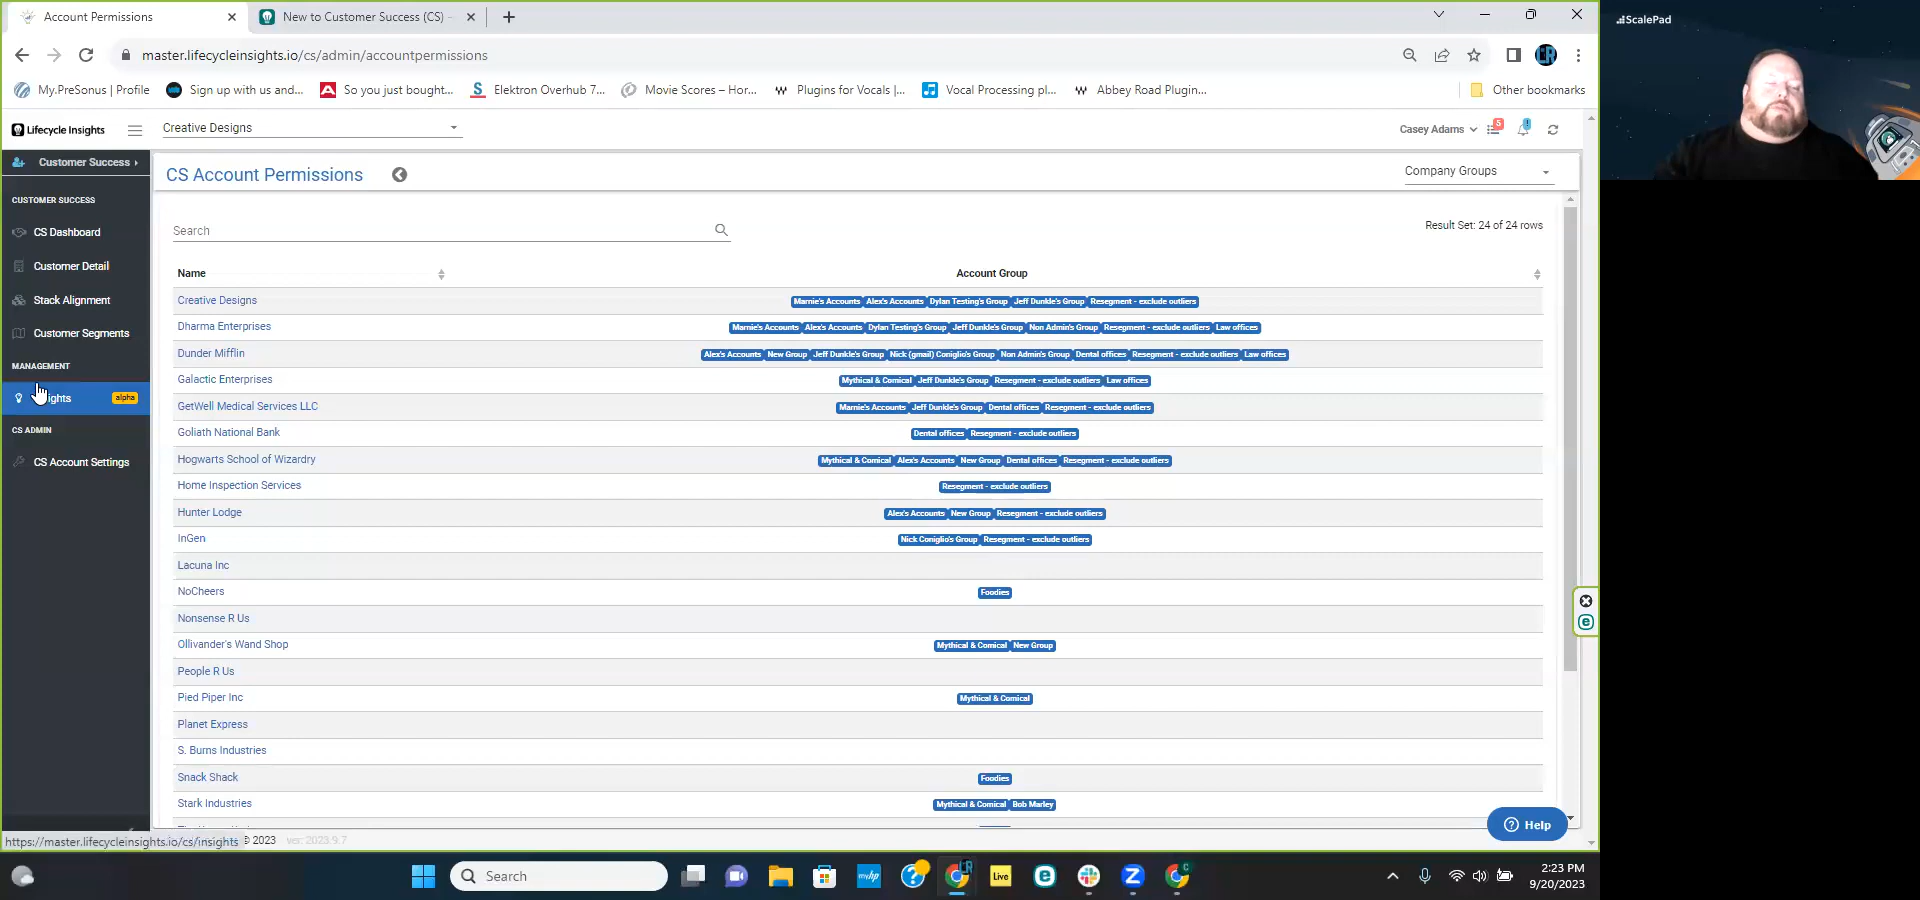 Account Permissions
New to Customer Success (CS) -
master.lifecycleinsights.io/cs/admin/accountpermissions
My.PreSonus | Profile
Sign up with us and...
So you just bought...
Elektron Overhub 7...
Movie Scores – Hor...
Plugins for Vocals |...
Vocal Processing pl...
Abbey Road Plugin...
Other bookmarks
Lifecycle Insights
Creative Designs
Casey Adams
5
Customer Success
CUSTOMER SUCCESS
CS Dashboard
Customer Detail
Stack Alignment
Customer Segments
MANAGEMENT
ights
alpha
CS ADMIN
CS Account Settings
CS Account Permissions
Company Groups
Search
Result Set: 24 of 24 rows
Name Account Group
Creative Designs Marnie's Accounts Alex's Accounts Dylan Testing's Group Jeff Dunkle's Group Resegment - exclude outliers
Dharma Enterprises Marnie's Accounts Alex's Accounts Dylan Testing's Group Jeff Dunkle's Group Non Admin's Group Resegment - exclude outliers Law offices
Dunder Mifflin Alex's Accounts New Group Jeff Dunkle's Group Nick (gmail) Coniglio's Group Non Admin's Group Dental offices Resegment - exclude outliers Law offices
Galactic Enterprises Mythical & Comical Jeff Dunkle's Group Resegment - exclude outliers Law offices
GetWell Medical Services LLC Marnie's Accounts Jeff Dunkle's Group Dental offices Resegment - exclude outliers
Goliath National Bank Dental offices Resegment - exclude outliers
Hogwarts School of Wizardry Mythical & Comical Alex's Accounts New Group Dental offices Resegment - exclude outliers
Home Inspection Services Resegment - exclude outliers
Hunter Lodge Alex's Accounts New Group Resegment - exclude outliers
InGen Nick Coniglio's Group Resegment - exclude outliers
Lacuna Inc
NoCheers Foodies
Nonsense R Us
Ollivander's Wand Shop Mythical & Comical New Group
People R Us
Pied Piper Inc Mythical & Comical
Planet Express
S. Burns Industries
Snack Shack Foodies
Stark Industries Mythical & Comical Bob Marley
Help
https://master.lifecycleinsights.io/cs/insights
© 2023 ver: 2023.9.7
Search
myhp
Live
2:23 PM
9/20/2023
ScalePad